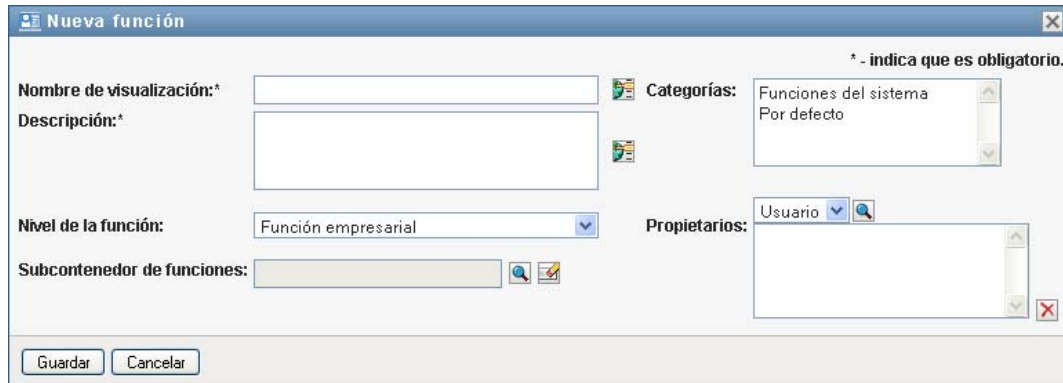 Nueva función
* - indica que es obligatorio.
Nombre de visualización:*
Categorías:
Funciones del sistema
Por defecto
Descripción:*
Nivel de la función:
Función empresarial
Propietarios:
Usuario
Subcontenedor de funciones:
Guardar
Cancelar